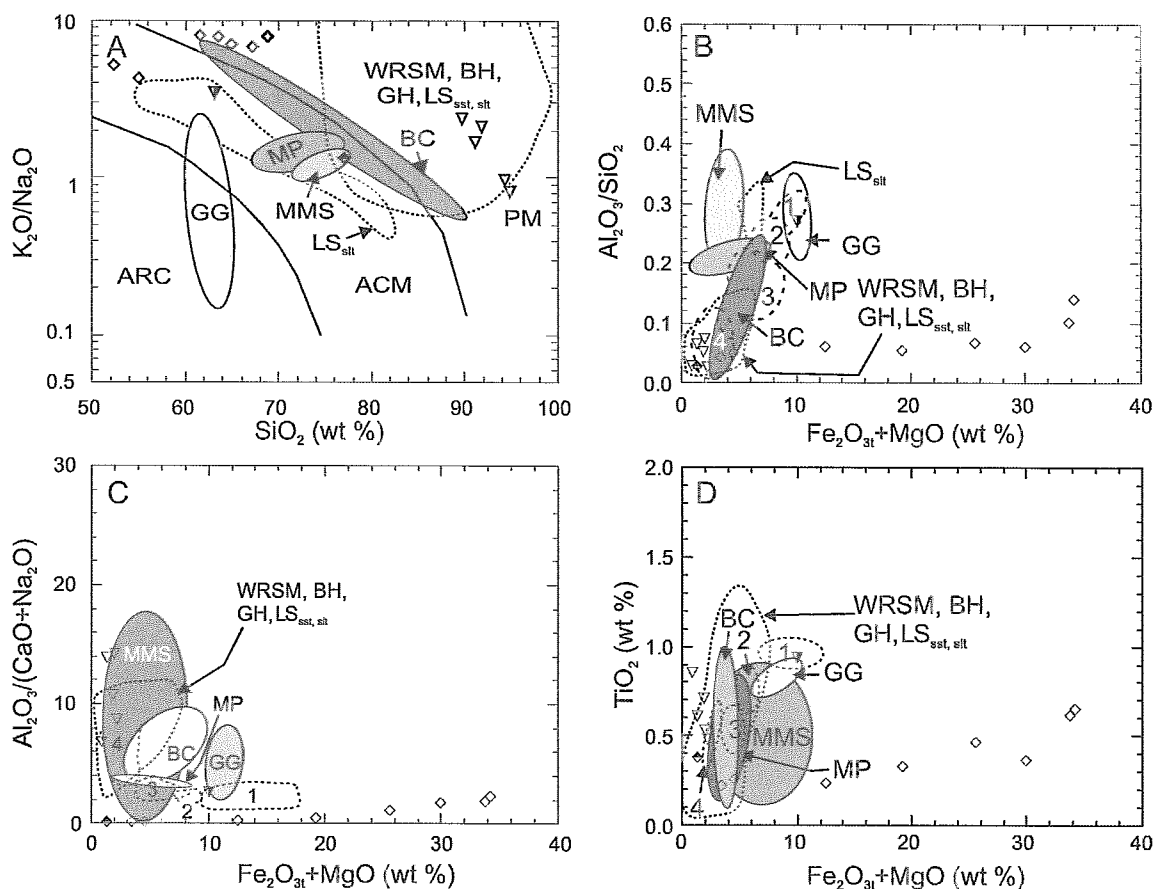 A
10
1
0.1
0.5
K₂O/Na₂O
WRSM, BH,
GH, LSsst, slt
BC
MP
MMS
GG
PM
LSslt
ARC
ACM
50 60 70 80 90 100
SiO₂ (wt %)
B
0.6
0.5
0.4
0.3
0.2
0.1
0.0
Al₂O₃/SiO₂
MMS
LSslt
1
2
GG
3
MP
WRSM, BH,
GH, LSsst, slt
BC
4
0 10 20 30 40
Fe₂O₃t+MgO (wt %)
C
30
20
10
0
Al₂O₃/(CaO+Na₂O)
WRSM, BH,
GH, LSsst, slt
MMS
MP
4
BC
GG
3
2
1
0 10 20 30 40
Fe₂O₃t+MgO (wt %)
D
2.0
1.5
1.0
0.5
0.0
TiO₂ (wt %)
WRSM, BH,
GH, LSsst, slt
BC
2
1
GG
3
MMS
MP
4
0 10 20 30 40
Fe₂O₃t+MgO (wt %)